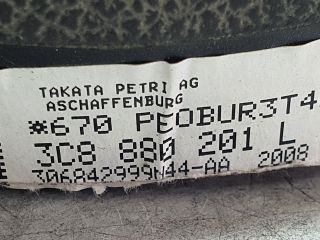 TAKATA PETRI AG
ASCHAFFENBURG
*670 PEOBUR3T4
3C8 880 201 L
306842999N44-AA 2008